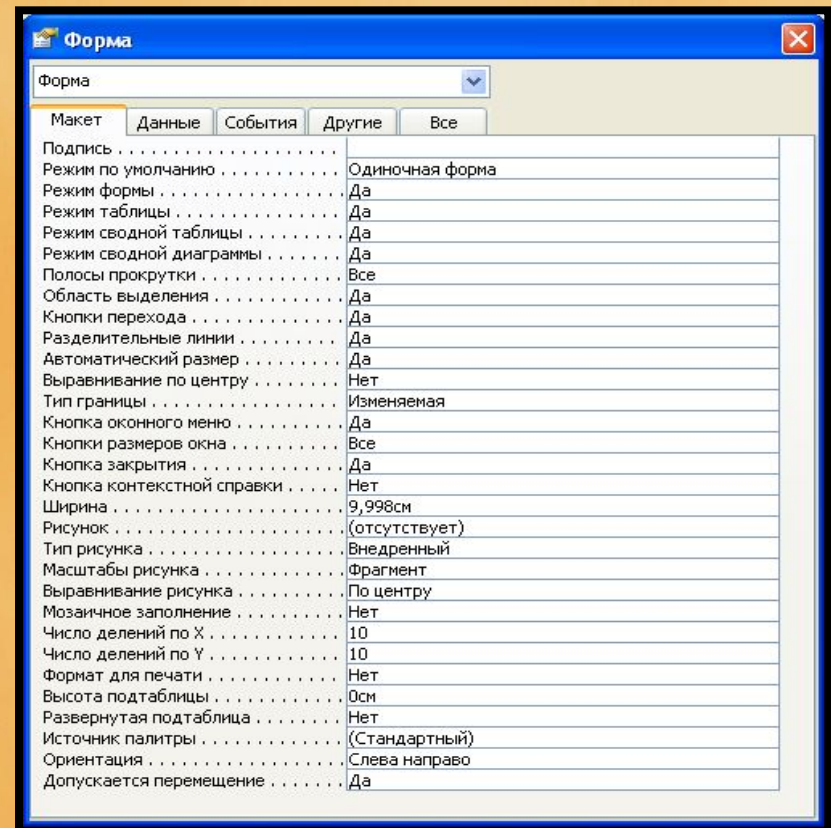 Форма
Форма
Макет Данные События Другие Все
Подпись . . . . . . . . . . . . . . . . . . . .
Режим по умолчанию . . . . . . . . . . . Одиночная форма
Режим формы . . . . . . . . . . . . . . . . . Да
Режим таблицы . . . . . . . . . . . . . . . Да
Режим сводной таблицы . . . . . . . . . Да
Режим сводной диаграммы . . . . . . . Да
Полосы прокрутки . . . . . . . . . . . . . Все
Область выделения . . . . . . . . . . . . Да
Кнопки перехода . . . . . . . . . . . . . . Да
Разделительные линии . . . . . . . . . Да
Автоматический размер . . . . . . . . . Да
Выравнивание по центру . . . . . . . . Нет
Тип границы . . . . . . . . . . . . . . . . . Изменяемая
Кнопка оконного меню . . . . . . . . . . Да
Кнопки размеров окна . . . . . . . . . . Все
Кнопка закрытия . . . . . . . . . . . . . . Да
Кнопка контекстной справки . . . . . Нет
Ширина . . . . . . . . . . . . . . . . . . . . . 9,998см
Рисунок . . . . . . . . . . . . . . . . . . . . . (отсутствует)
Тип рисунка . . . . . . . . . . . . . . . . . . Внедренный
Масштабы рисунка . . . . . . . . . . . . . Фрагмент
Выравнивание рисунка . . . . . . . . . . По центру
Мозаичное заполнение . . . . . . . . . . Нет
Число делений по X . . . . . . . . . . . . 10
Число делений по Y . . . . . . . . . . . . 10
Формат для печати . . . . . . . . . . . . Нет
Высота подтаблицы . . . . . . . . . . . . 0см
Развернутая подтаблица . . . . . . . . Нет
Источник палитры . . . . . . . . . . . . . (Стандартный)
Ориентация . . . . . . . . . . . . . . . . . . Слева направо
Допускается перемещение . . . . . . . Да